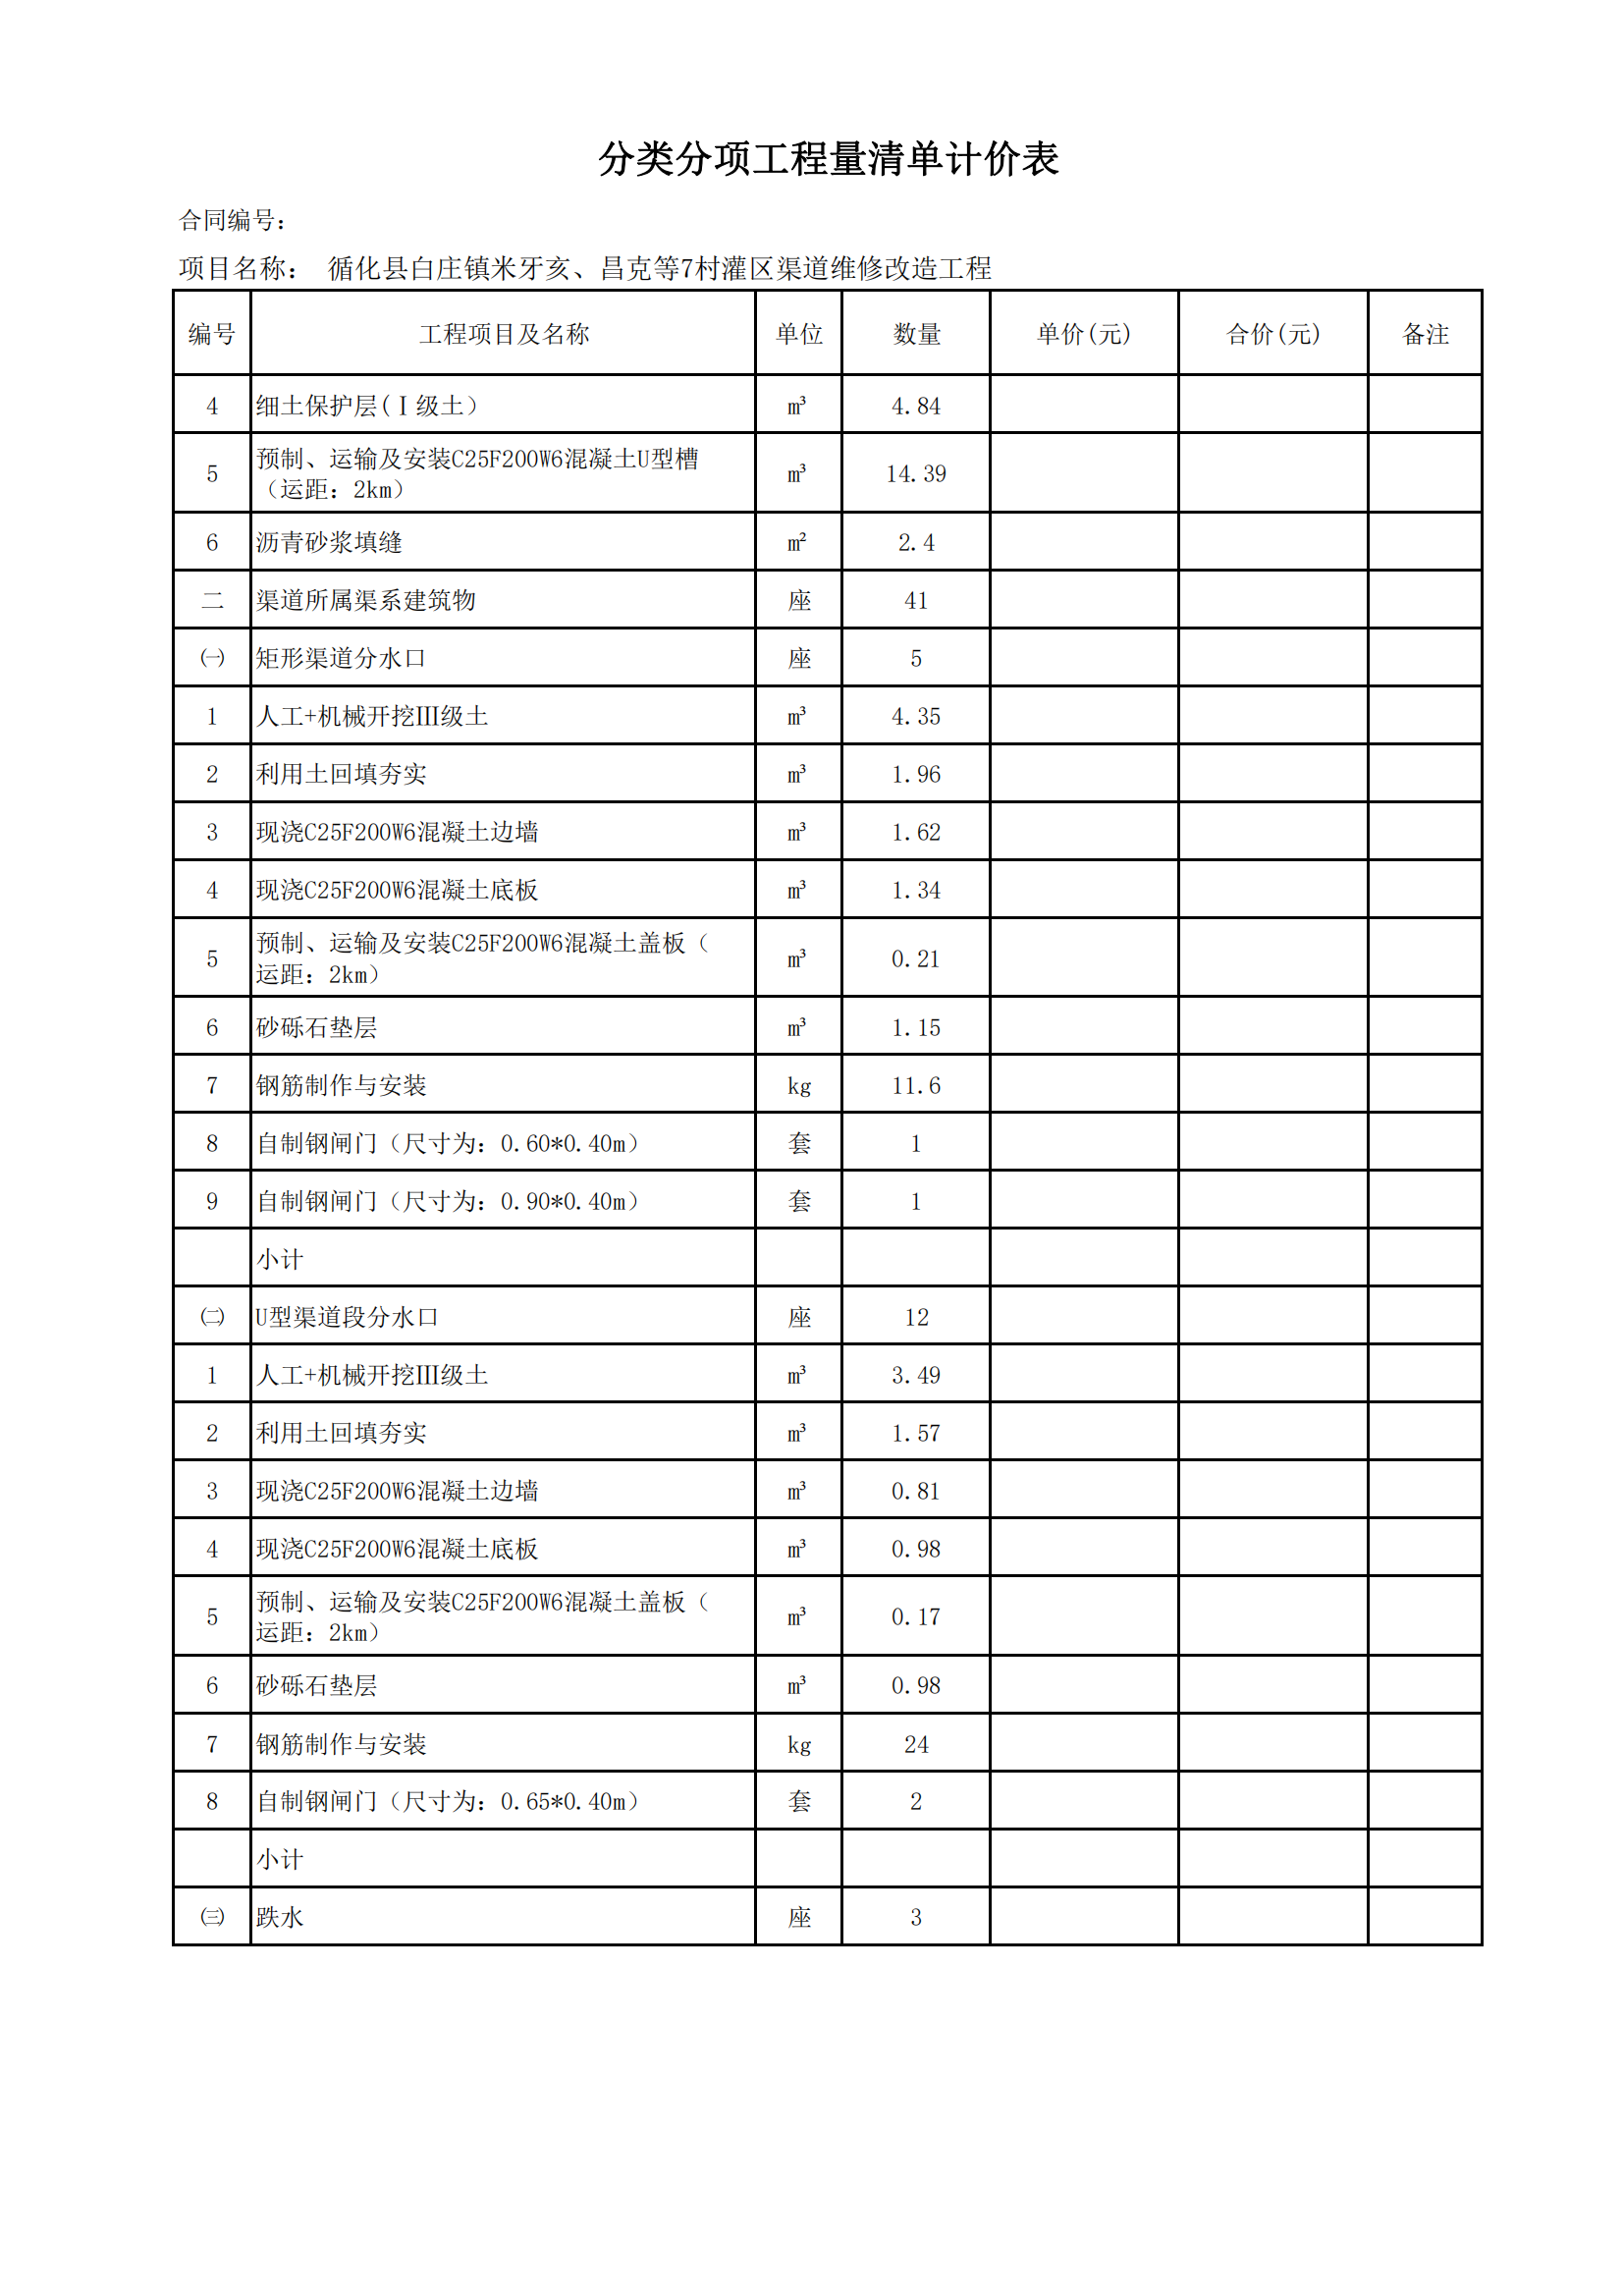 分类分项工程量清单计价表
合同编号：
项目名称： 循化县白庄镇米牙亥、昌克等7村灌区渠道维修改造工程
编号 工程项目及名称 单位 数量 单价(元) 合价(元) 备注
4 细土保护层(Ⅰ级土） m³ 4.84
5 预制、运输及安装C25F200W6混凝土U型槽
（运距：2km） m³ 14.39
6 沥青砂浆填缝 m² 2.4
二 渠道所属渠系建筑物 座 41
㈠ 矩形渠道分水口 座 5
1 人工+机械开挖Ⅲ级土 m³ 4.35
2 利用土回填夯实 m³ 1.96
3 现浇C25F200W6混凝土边墙 m³ 1.62
4 现浇C25F200W6混凝土底板 m³ 1.34
5 预制、运输及安装C25F200W6混凝土盖板（
运距：2km） m³ 0.21
6 砂砾石垫层 m³ 1.15
7 钢筋制作与安装 kg 11.6
8 自制钢闸门（尺寸为：0.60*0.40m） 套 1
9 自制钢闸门（尺寸为：0.90*0.40m） 套 1
小计
㈡ U型渠道段分水口 座 12
1 人工+机械开挖Ⅲ级土 m³ 3.49
2 利用土回填夯实 m³ 1.57
3 现浇C25F200W6混凝土边墙 m³ 0.81
4 现浇C25F200W6混凝土底板 m³ 0.98
5 预制、运输及安装C25F200W6混凝土盖板（
运距：2km） m³ 0.17
6 砂砾石垫层 m³ 0.98
7 钢筋制作与安装 kg 24
8 自制钢闸门（尺寸为：0.65*0.40m） 套 2
小计
㈢ 跌水 座 3